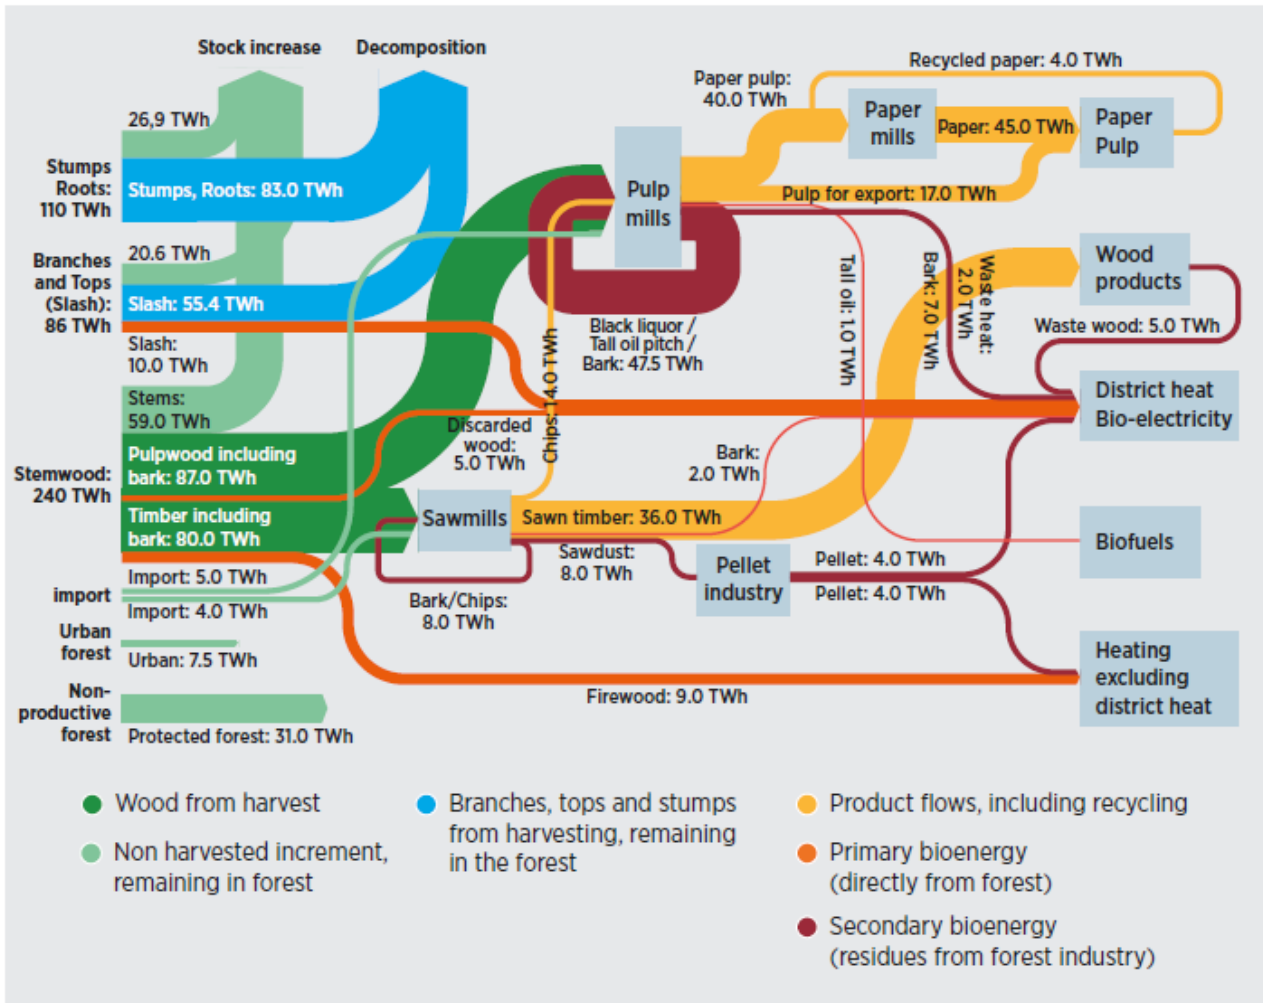 Stock increase
Decomposition
26,9 TWh
Stumps
Roots:
110 TWh
Stumps, Roots: 83.0 TWh
20.6 TWh
Branches
and Tops
(Slash):
86 TWh
Slash: 55.4 TWh
Slash:
10.0 TWh
Stems:
59.0 TWh
Stemwood:
240 TWh
Pulpwood including
bark: 87.0 TWh
Timber including
bark: 80.0 TWh
Import: 5.0 TWh
import
Import: 4.0 TWh
Urban
forest
Urban: 7.5 TWh
Non-
productive
forest
Protected forest: 31.0 TWh
Paper pulp:
40.0 TWh
Recycled paper: 4.0 TWh
Paper
mills
Paper: 45.0 TWh
Paper
Pulp
Pulp
mills
Pulp for export: 17.0 TWh
Black liquor /
Tall oil pitch /
Bark: 47.5 TWh
Chips: 14.0 TWh
Tall oil: 1.0 TWh
Bark: 7.0 TWh
Waste heat:
2.0 TWh
Wood
products
Waste wood: 5.0 TWh
District heat
Bio-electricity
Discarded
wood:
5.0 TWh
Bark:
2.0 TWh
Sawmills
Sawn timber: 36.0 TWh
Sawdust:
8.0 TWh
Bark/Chips:
8.0 TWh
Pellet
industry
Pellet: 4.0 TWh
Pellet: 4.0 TWh
Biofuels
Firewood: 9.0 TWh
Heating
excluding
district heat
Wood from harvest
Non harvested increment,
remaining in forest
Branches, tops and stumps
from harvesting, remaining
in the forest
Product flows, including recycling
Primary bioenergy
(directly from forest)
Secondary bioenergy
(residues from forest industry)